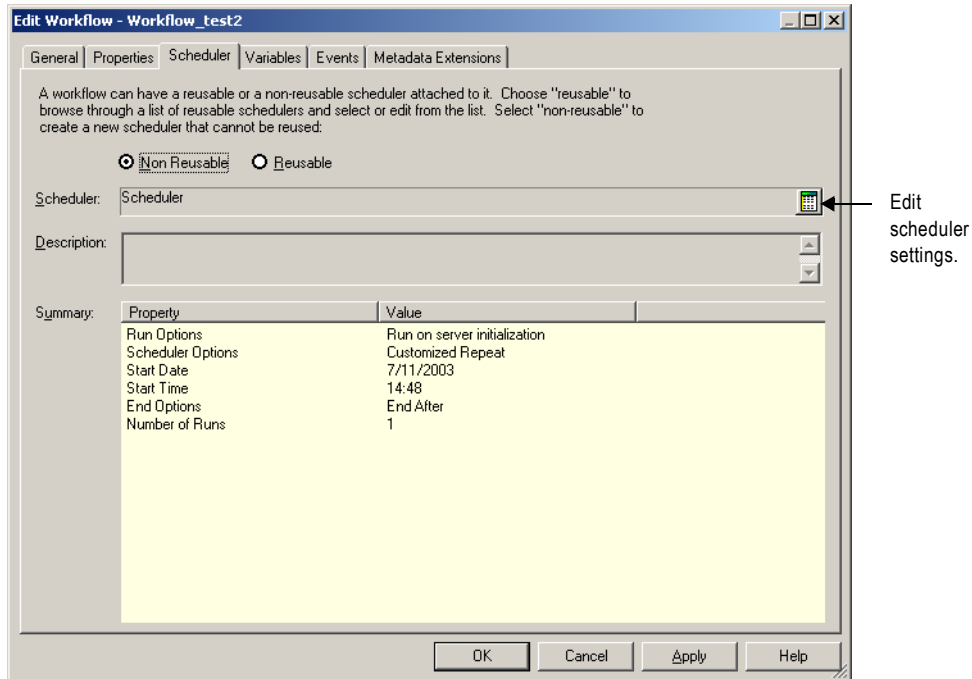 Edit Workflow - Workflow_test2
General Properties Scheduler Variables Events Metadata Extensions
A workflow can have a reusable or a non-reusable scheduler attached to it. Choose "reusable" to
browse through a list of reusable schedulers and select or edit from the list. Select "non-reusable" to
create a new scheduler that cannot be reused:
Non Reusable Reusable
Scheduler: Scheduler
Edit
scheduler
settings.
Description:
Summary: Property Value
Run Options Run on server initialization
Scheduler Options Customized Repeat
Start Date 7/11/2003
Start Time 14:48
End Options End After
Number of Runs 1
OK Cancel Apply Help